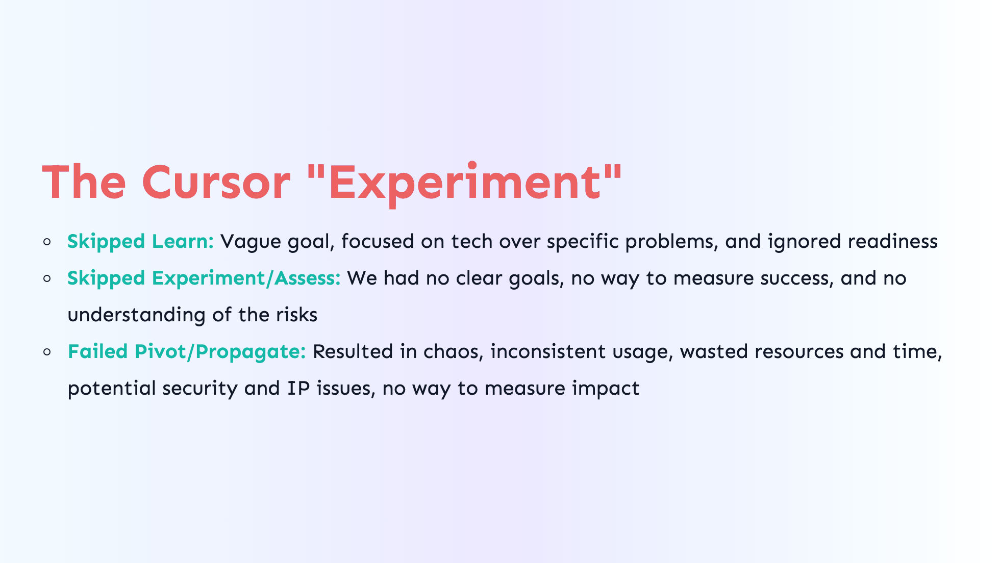 The Cursor "Experiment"
Skipped Learn: Vague goal, focused on tech over specific problems, and ignored readiness
Skipped Experiment/Assess: We had no clear goals, no way to measure success, and no
understanding of the risks
Failed Pivot/Propagate: Resulted in chaos, inconsistent usage, wasted resources and time,
potential security and IP issues, no way to measure impact